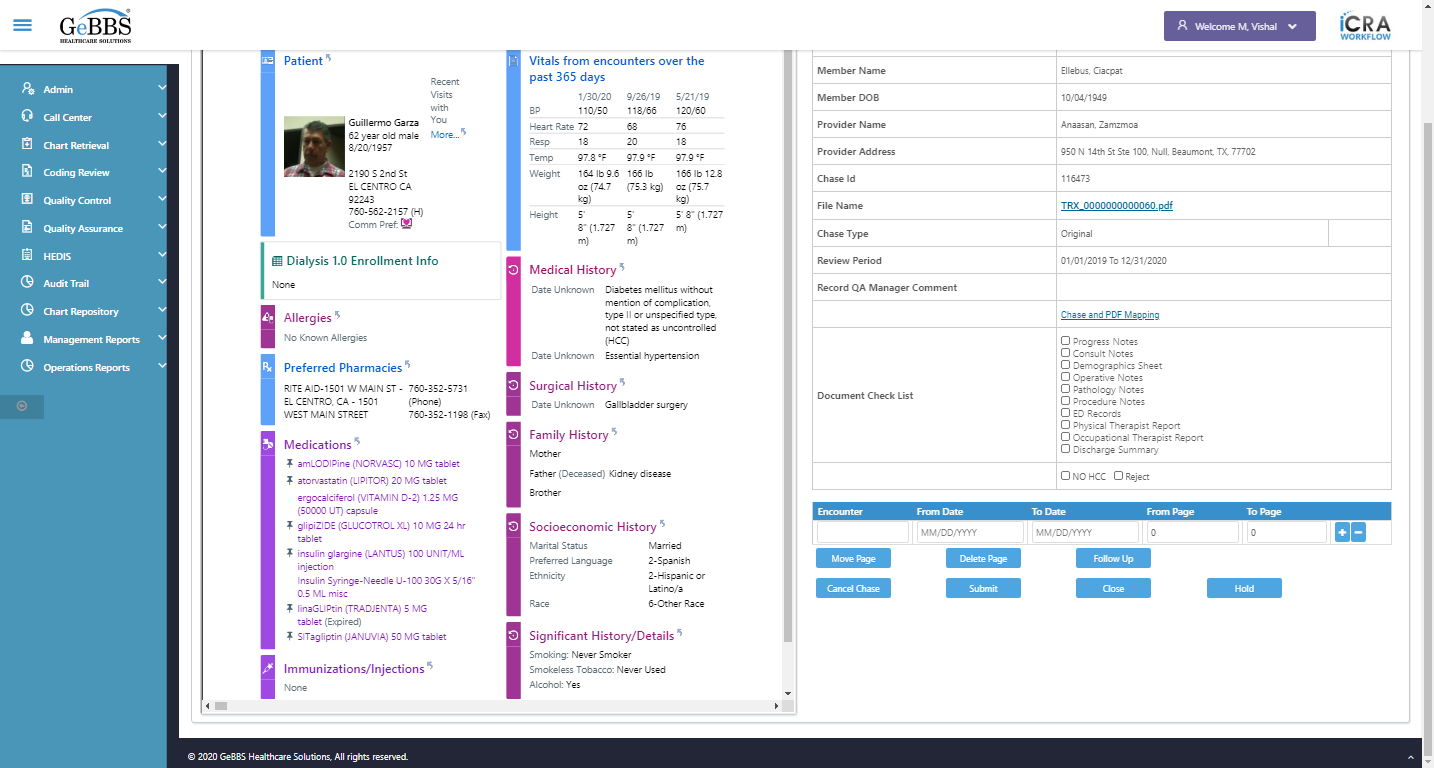 GeBBS
HEALTHCARE SOLUTIONS
Welcome M, Vishal
iCRA
WORKFLOW
Admin
Call Center
Chart Retrieval
Coding Review
Quality Control
Quality Assurance
HEDIS
Audit Trail
Chart Repository
Management Reports
Operations Reports
Patient
Recent
Visits
with
You
More...
Guillermo Garza
62 year old male
8/20/1957
2190 S 2nd St
EL CENTRO CA
92243
760-562-2157 (H)
Comm Pref:
Dialysis 1.0 Enrollment Info
None
Allergies
No Known Allergies
Preferred Pharmacies
RITE AID-1501 W MAIN ST - 760-352-5731
EL CENTRO, CA - 1501 (Phone)
WEST MAIN STREET 760-352-1198 (Fax)
Medications
amLODIPine (NORVASC) 10 MG tablet
atorvastatin (LIPITOR) 20 MG tablet
ergocalciferol (VITAMIN D-2) 1.25 MG
(50000 UT) capsule
glipiZIDE (GLUCOTROL XL) 10 MG 24 hr
tablet
insulin glargine (LANTUS) 100 UNIT/ML
injection
Insulin Syringe-Needle U-100 30G X 5/16"
0.5 ML misc
linaGLIPtin (TRADJENTA) 5 MG
tablet (Expired)
SITagliptin (JANUVIA) 50 MG tablet
Immunizations/Injections
None
Vitals from encounters over the
past 365 days
1/30/20 9/26/19 5/21/19
BP 110/50 118/66 120/60
Heart Rate 72 68 76
Resp 18 20 18
Temp 97.8 °F 97.9 °F 97.9 °F
Weight 164 lb 9.6 166 lb 166 lb 12.8
oz (74.7 (75.3 kg) oz (75.7
kg) kg)
Height 5' 5' 5' 8" (1.727
8" (1.727 8" (1.727 m)
m) m)
Medical History
Date Unknown Diabetes mellitus without
mention of complication,
type II or unspecified type,
not stated as uncontrolled
(HCC)
Date Unknown Essential hypertension
Surgical History
Date Unknown Gallbladder surgery
Family History
Mother
Father (Deceased) Kidney disease
Brother
Socioeconomic History
Marital Status Married
Preferred Language 2-Spanish
Ethnicity 2-Hispanic or
Latino/a
Race 6-Other Race
Significant History/Details
Smoking: Never Smoker
Smokeless Tobacco: Never Used
Alcohol: Yes
Member Name Ellebus, Ciacpat
Member DOB 10/04/1949
Provider Name Anaasan, Zamzmoa
Provider Address 950 N 14th St Ste 100, Null, Beaumont, TX, 77702
Chase Id 116473
File Name TRX_0000000000060.pdf
Chase Type Original
Review Period 01/01/2019 To 12/31/2020
Record QA Manager Comment
Chase and PDF Mapping
Document Check List
Progress Notes
Consult Notes
Demographics Sheet
Operative Notes
Pathology Notes
Procedure Notes
ED Records
Physical Therapist Report
Occupational Therapist Report
Discharge Summary
NO HCC Reject
Encounter From Date To Date From Page To Page
MM/DD/YYYY MM/DD/YYYY 0 0
Move Page Delete Page Follow Up
Cancel Chase Submit Close Hold
© 2020 GeBBS Healthcare Solutions, All rights reserved.